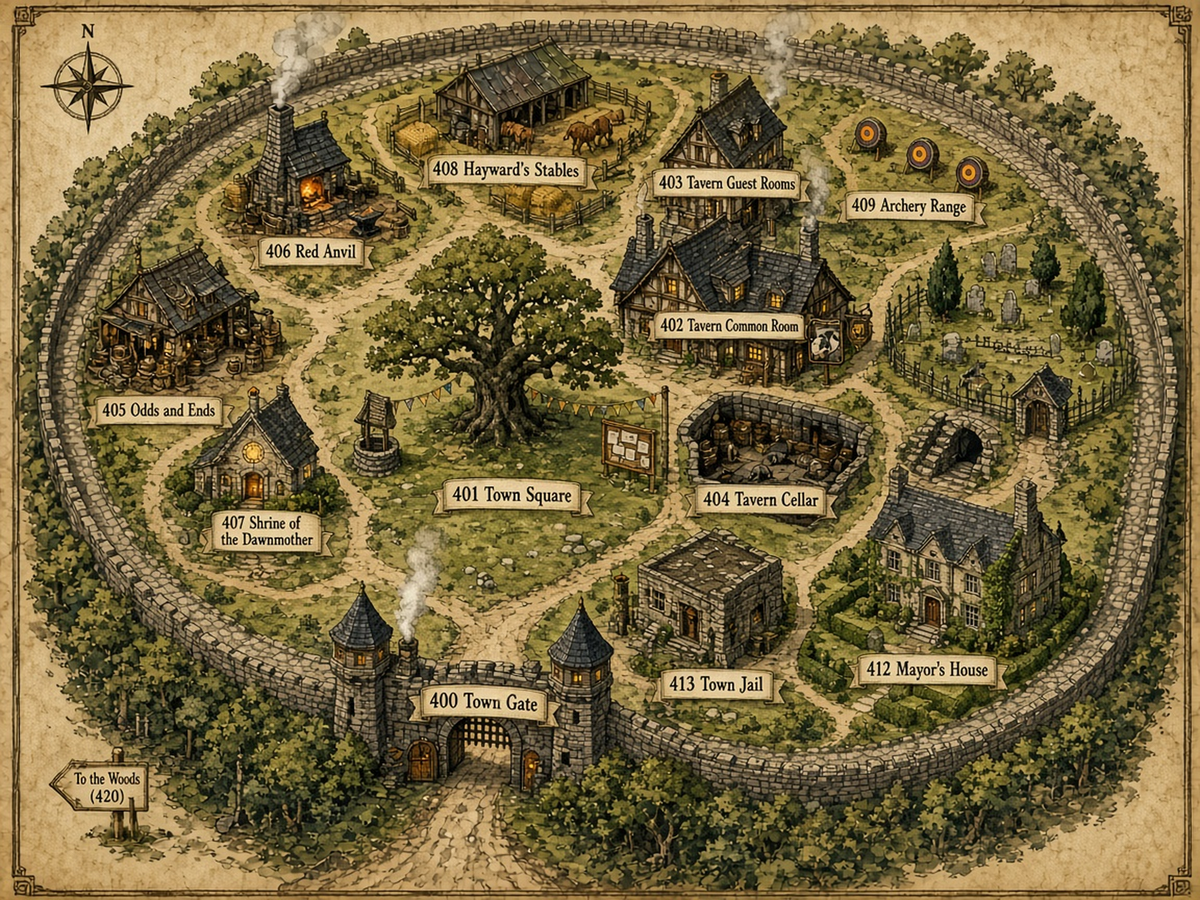 N
408 Hayward's Stables
403 Tavern Guest Rooms
409 Archery Range
406 Red Anvil
402 Tavern Common Room
405 Odds and Ends
401 Town Square
404 Tavern Cellar
407 Shrine of
the Dawnmother
412 Mayor's House
413 Town Jail
400 Town Gate
To the Woods
(420)